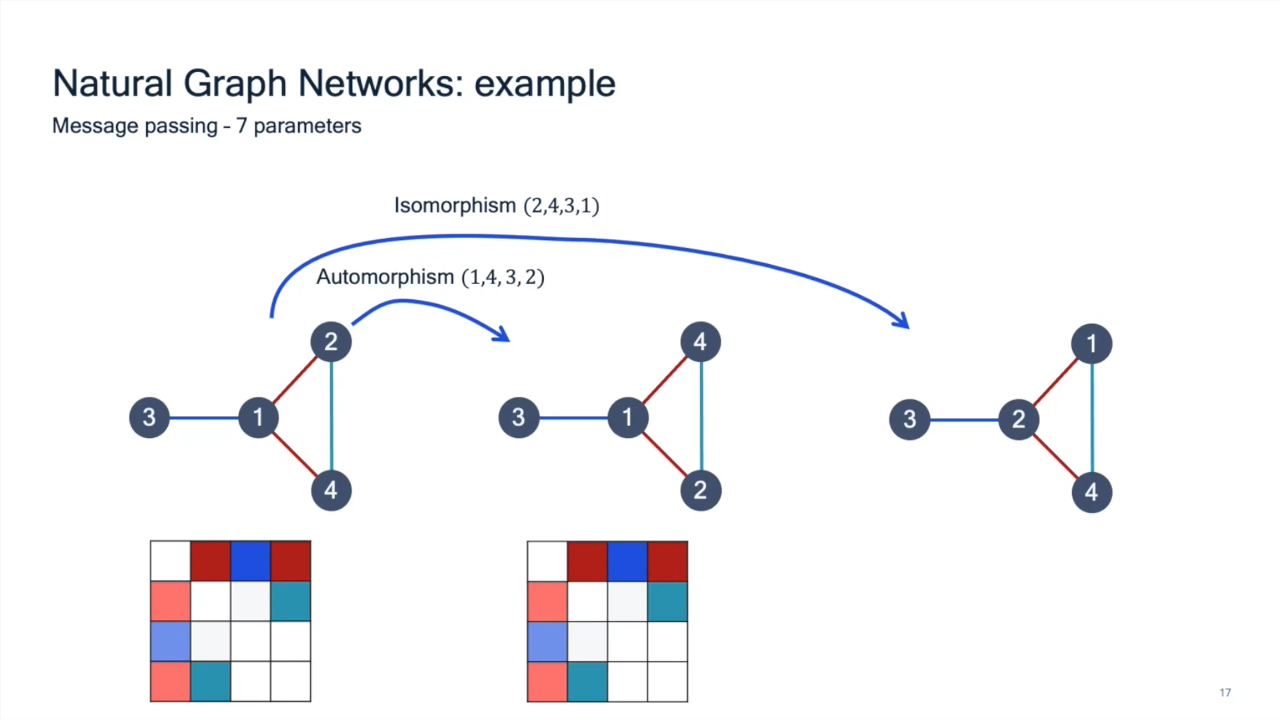 Natural Graph Networks: example
Message passing - 7 parameters
Isomorphism (2,4,3,1)
Automorphism (1,4, 3, 2)
2
3 1
4
4
3 1
2
1
3 2
4
17